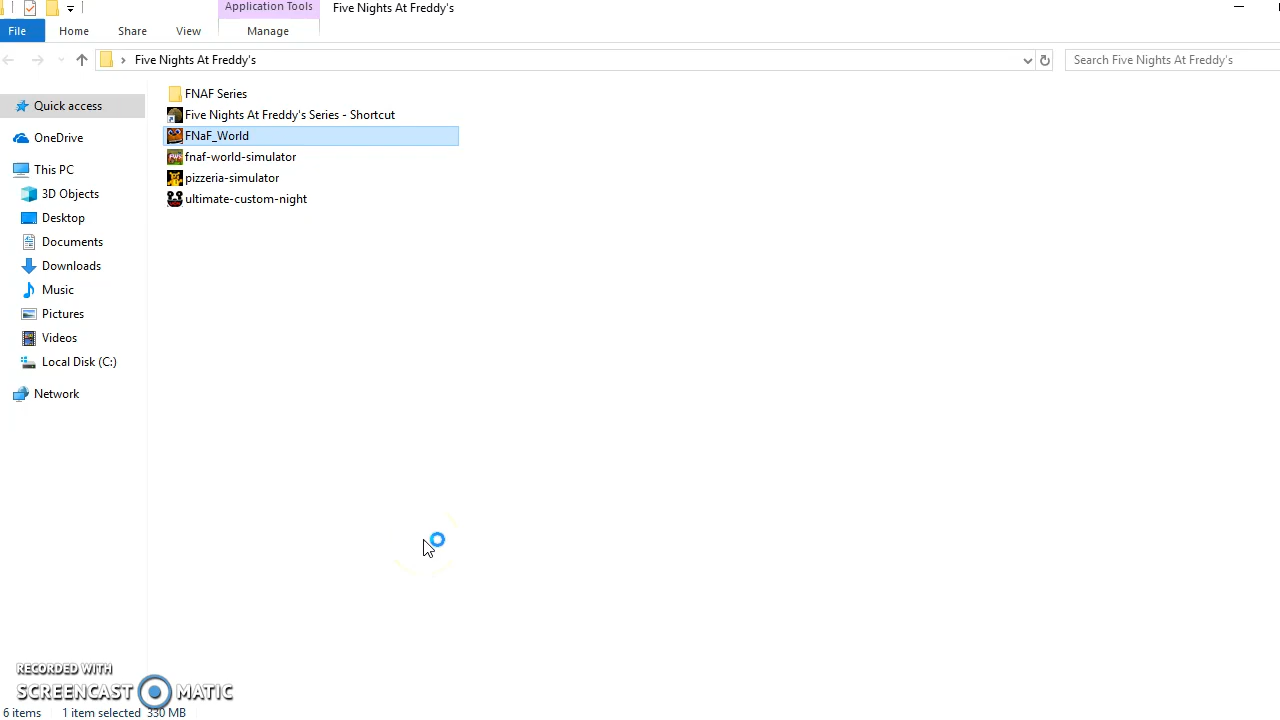 Application Tools Five Nights At Freddy's
File Home Share View Manage
Five Nights At Freddy's Search Five Nights At Freddy's
Quick access
OneDrive
This PC
3D Objects
Desktop
Documents
Downloads
Music
Pictures
Videos
Local Disk (C:)
Network
FNAF Series
Five Nights At Freddy's Series - Shortcut
FNaF_World
fnaf-world-simulator
pizzeria-simulator
ultimate-custom-night
RECORDED WITH
SCREENCAST MATIC
6 items 1 item selected 330 MB